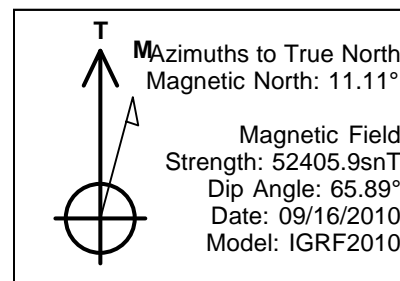 T
M
Azimuths to True North
Magnetic North: 11.11°
Magnetic Field
Strength: 52405.9snT
Dip Angle: 65.89°
Date: 09/16/2010
Model: IGRF2010